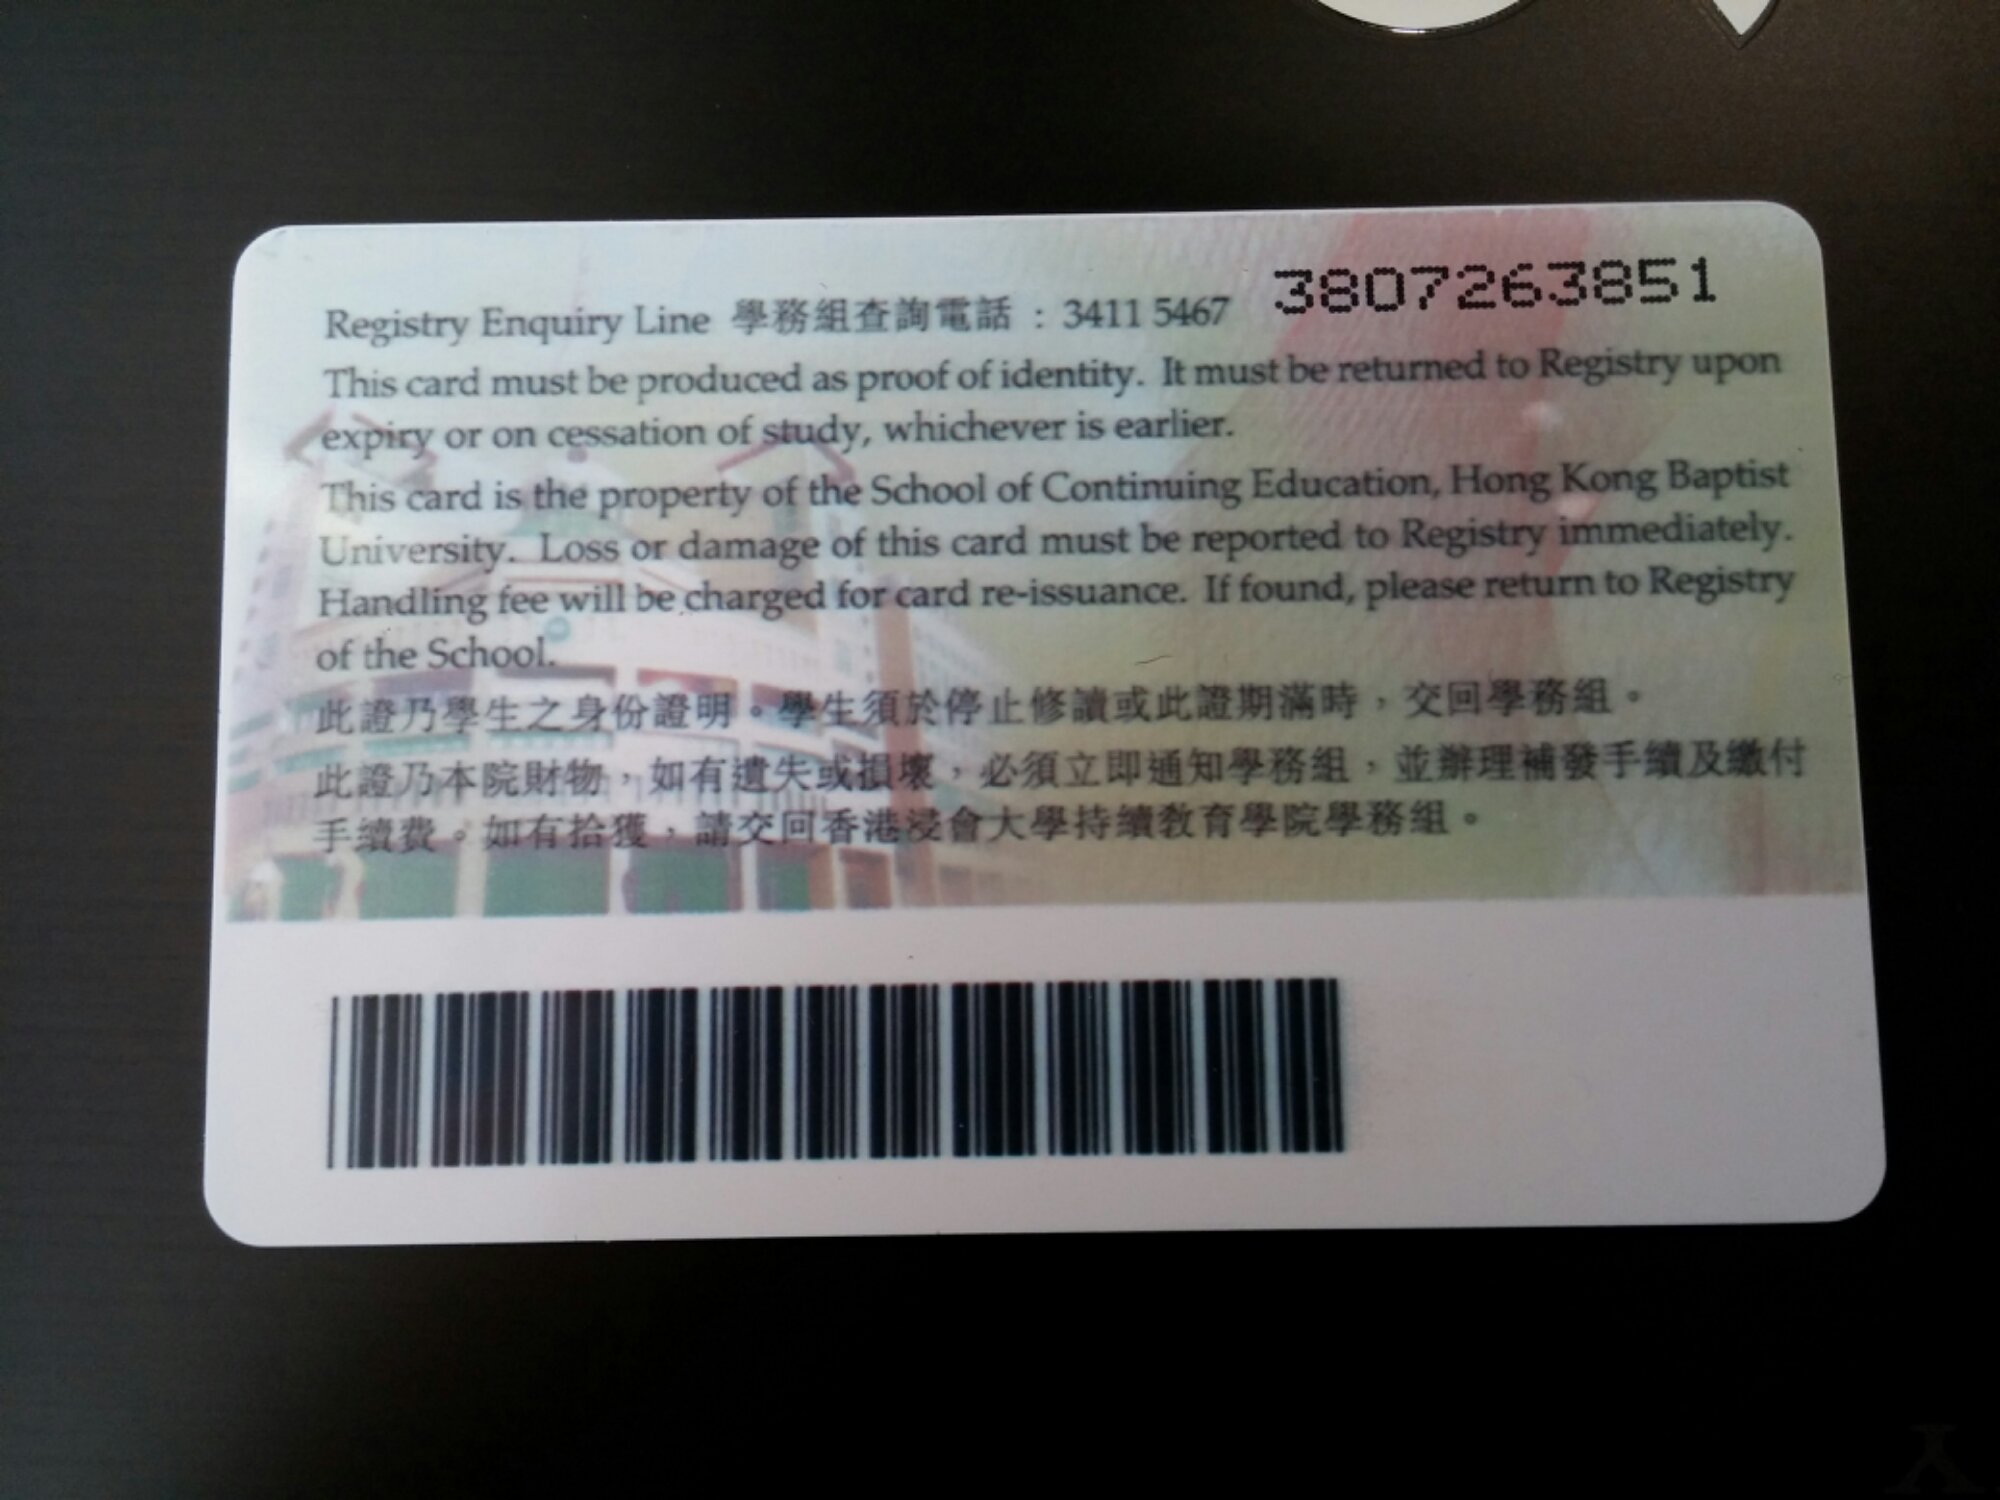 Registry Enquiry Line 學務組查詢電話：3411 5467 3807263851
This card must be produced as proof of identity. It must be returned to Registry upon
expiry or on cessation of study, whichever is earlier.
This card is the property of the School of Continuing Education, Hong Kong Baptist
University. Loss or damage of this card must be reported to Registry immediately.
Handling fee will be charged for card re-issuance. If found, please return to Registry
of the School.
此證乃學生之身份證明。學生須於停止修讀或此證期滿時，交回學務組。
此證乃本院財物，如有遺失或損壞，必須立即通知學務組，並辦理補發手續及繳付
手續費。如有拾獲，請交回香港浸會大學持續教育學院學務組。